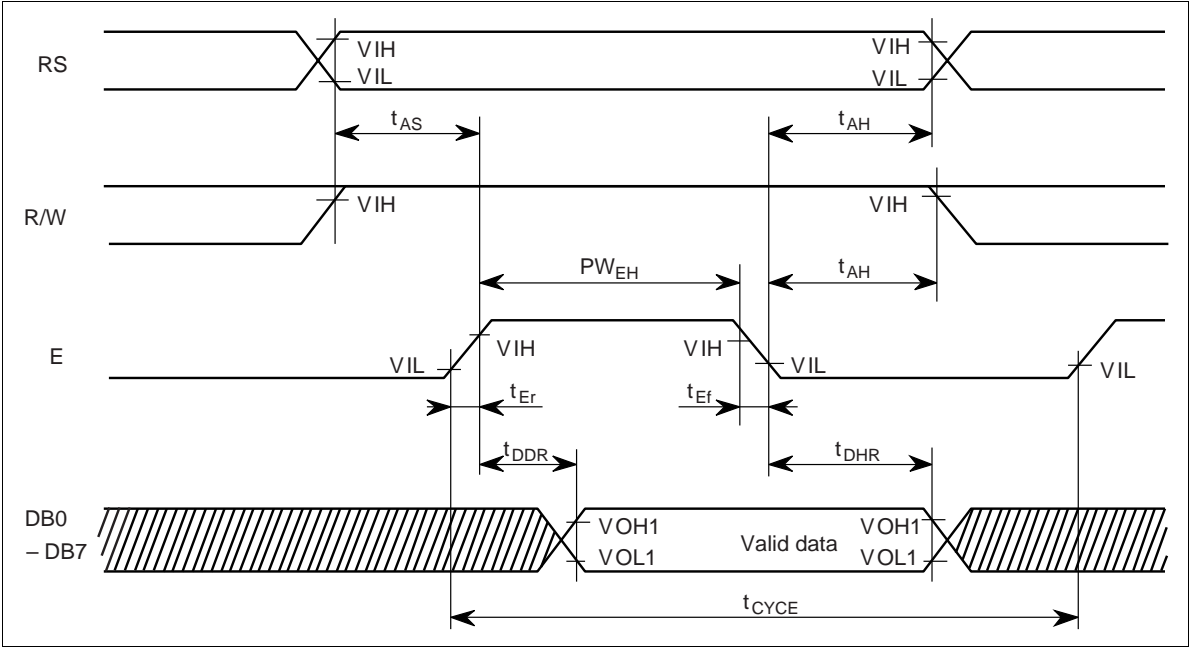 RS
VIH
VIL
VIH
VIL
tAS
tAH
R/W
VIH
VIH
PWEH
tAH
E
VIL
VIH
VIH
VIL
VIL
tEr
tEf
tDDR
tDHR
DB0
– DB7
VOH1
VOL1
Valid data
VOH1
VOL1
tCYCE